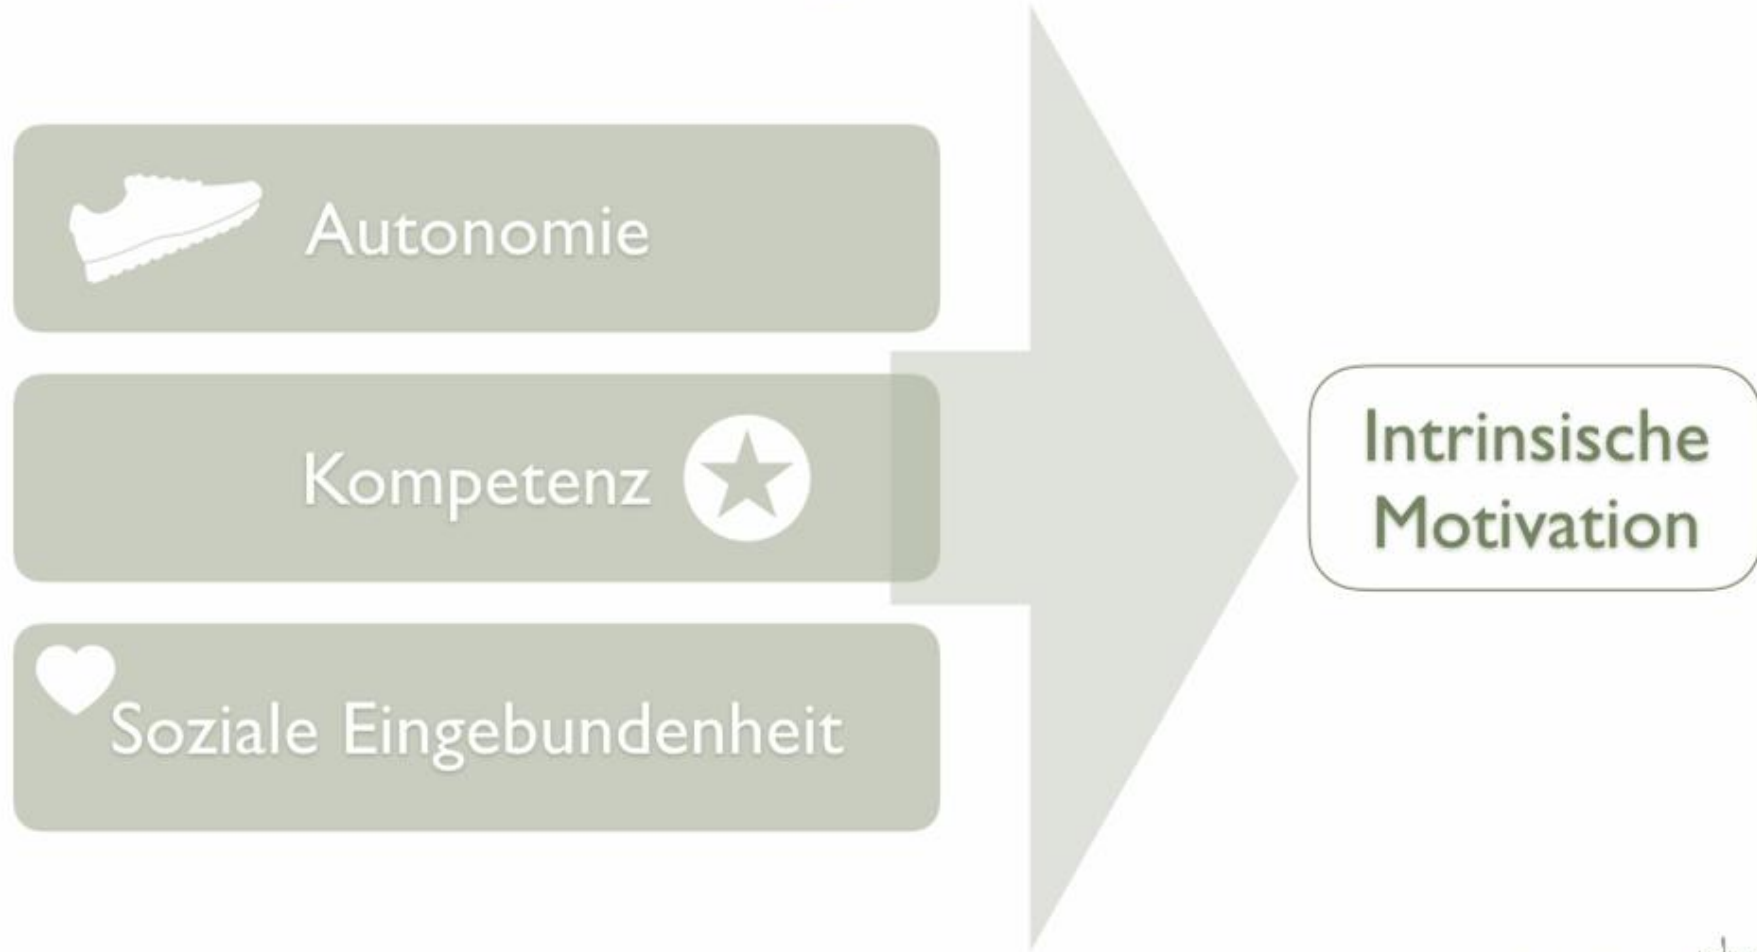 Autonomie
Kompetenz
Soziale Eingebundenheit
Intrinsische
Motivation